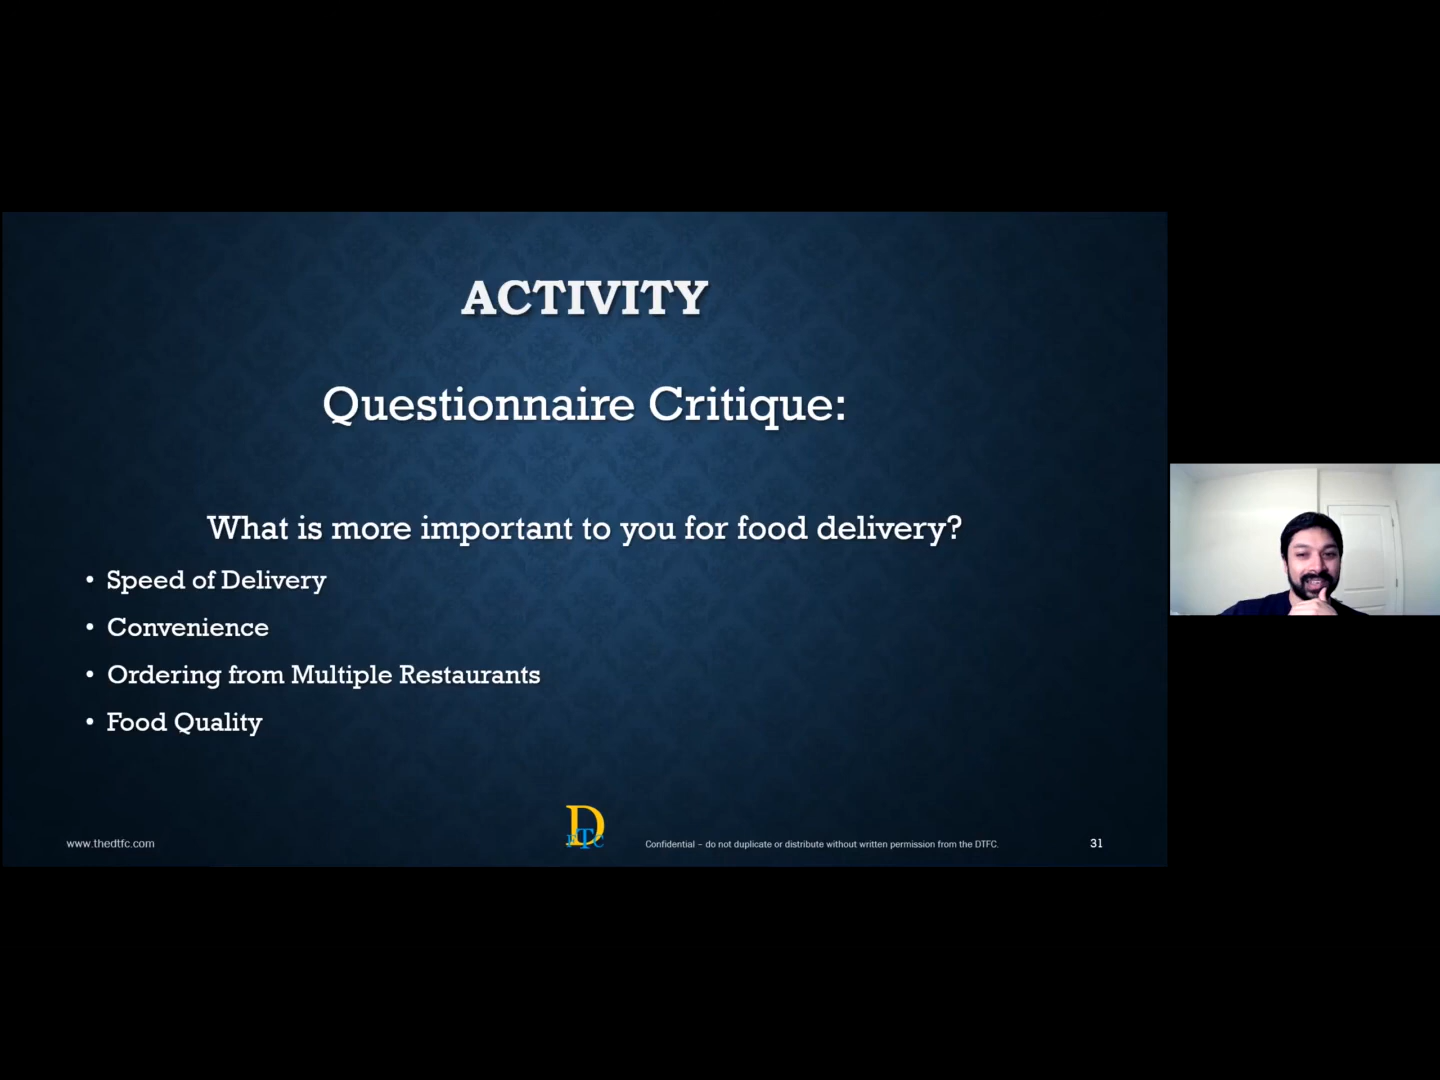 ACTIVITY
Questionnaire Critique:
What is more important to you for food delivery?
• Speed of Delivery
• Convenience
• Ordering from Multiple Restaurants
• Food Quality
www.thedtfc.com
DTFC
Confidential – do not duplicate or distribute without written permission from the DTFC.
31